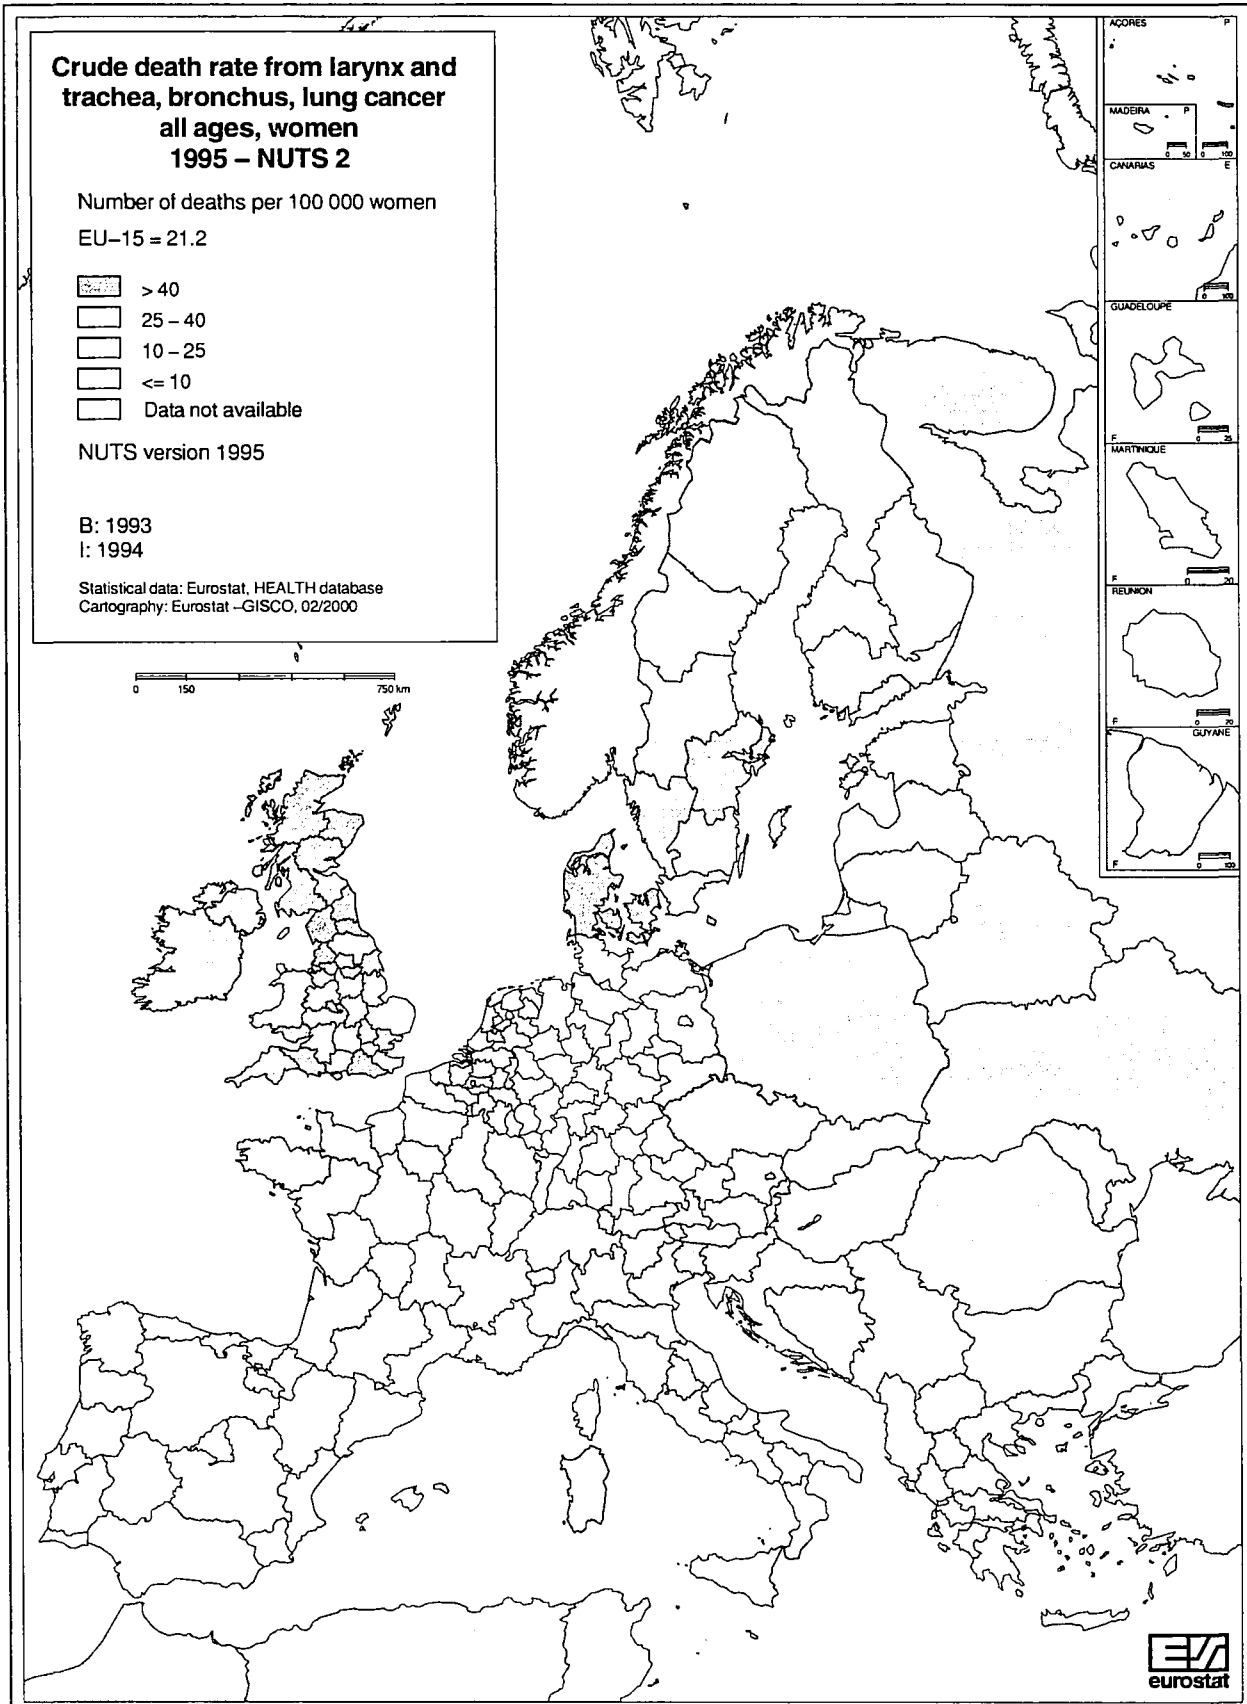 Crude death rate from larynx and
trachea, bronchus, lung cancer
all ages, women
1995 – NUTS 2
Number of deaths per 100 000 women
EU–15 = 21.2
> 40
25 – 40
10 – 25
<= 10
Data not available
NUTS version 1995
B: 1993
I: 1994
Statistical data: Eurostat, HEALTH database
Cartography: Eurostat –GISCO, 02/2000
0 150 750 km
AÇORES P
MADEIRA P
0 50 0 100
CANARIAS E
0 100
GUADELOUPE
F 0 25
MARTINIQUE
F 0 20
REUNION
F 0 20
GUYANE
F 0 100
eurostat